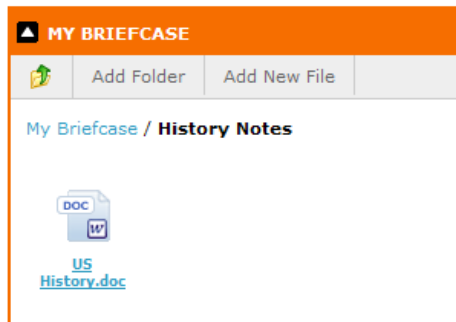 MY BRIEFCASE
Add Folder Add New File
My Briefcase / History Notes
DOC
W
US
History.doc